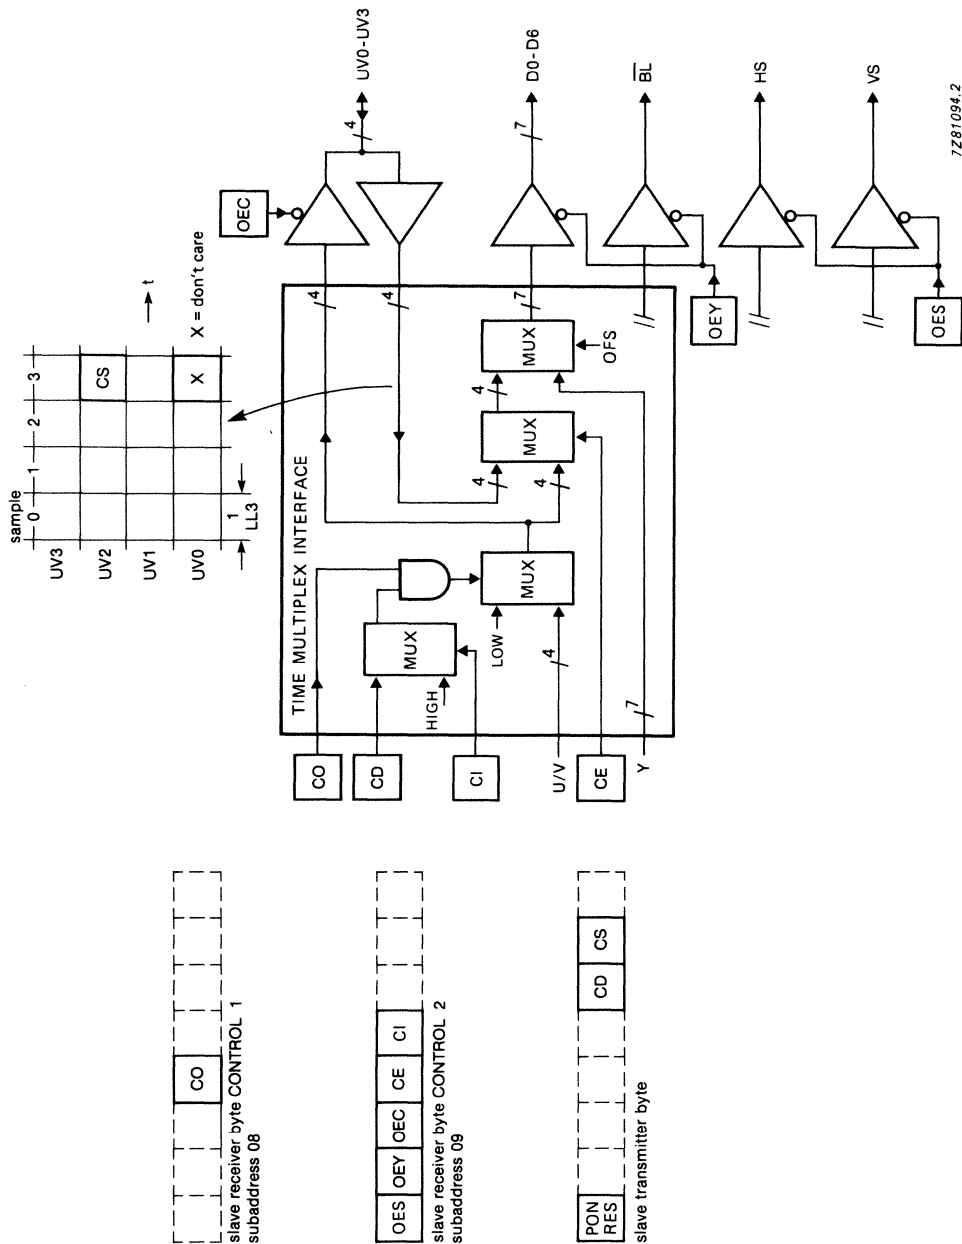 sample
0 1 2 3
UV3
UV2 CS
UV1
UV0 X
1
LL3
t
X = don't care
TIME MULTIPLEX INTERFACE
CO
CD
CI
U/V
CE
Y
HIGH
MUX
LOW
4
MUX
7
4
4
MUX
4
MUX
OFS
4
4
7
OEC
4
UV0-UV3
7
D0-D6
BL
OEY
HS
VS
OES
CO
slave receiver byte CONTROL 1
subaddress 08
OES OEY OEC CE CI
slave receiver byte CONTROL 2
subaddress 09
PON
RES CD CS
slave transmitter byte
7Z81094.2